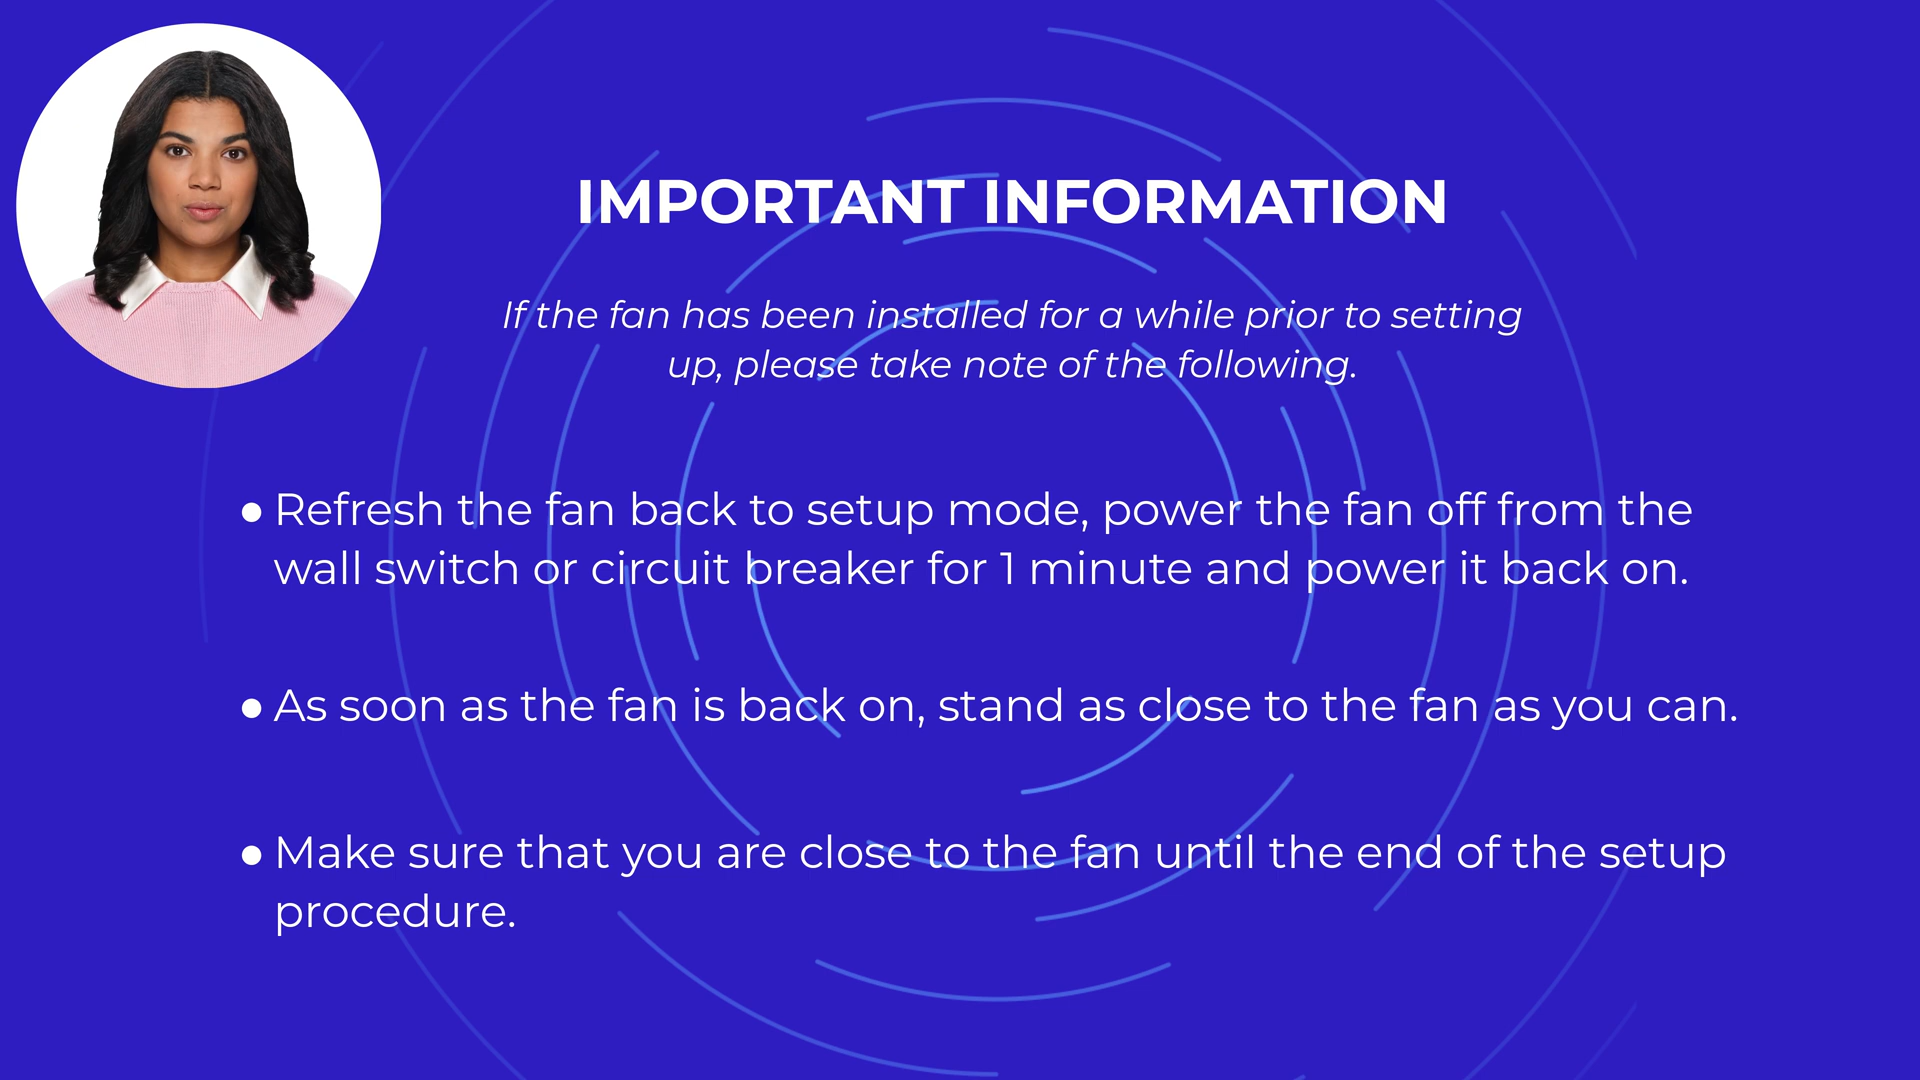 IMPORTANT INFORMATION
If the fan has been installed for a while prior to setting
up, please take note of the following.
● Refresh the fan back to setup mode, power the fan off from the
wall switch or circuit breaker for 1 minute and power it back on.
● As soon as the fan is back on, stand as close to the fan as you can.
● Make sure that you are close to the fan until the end of the setup
procedure.